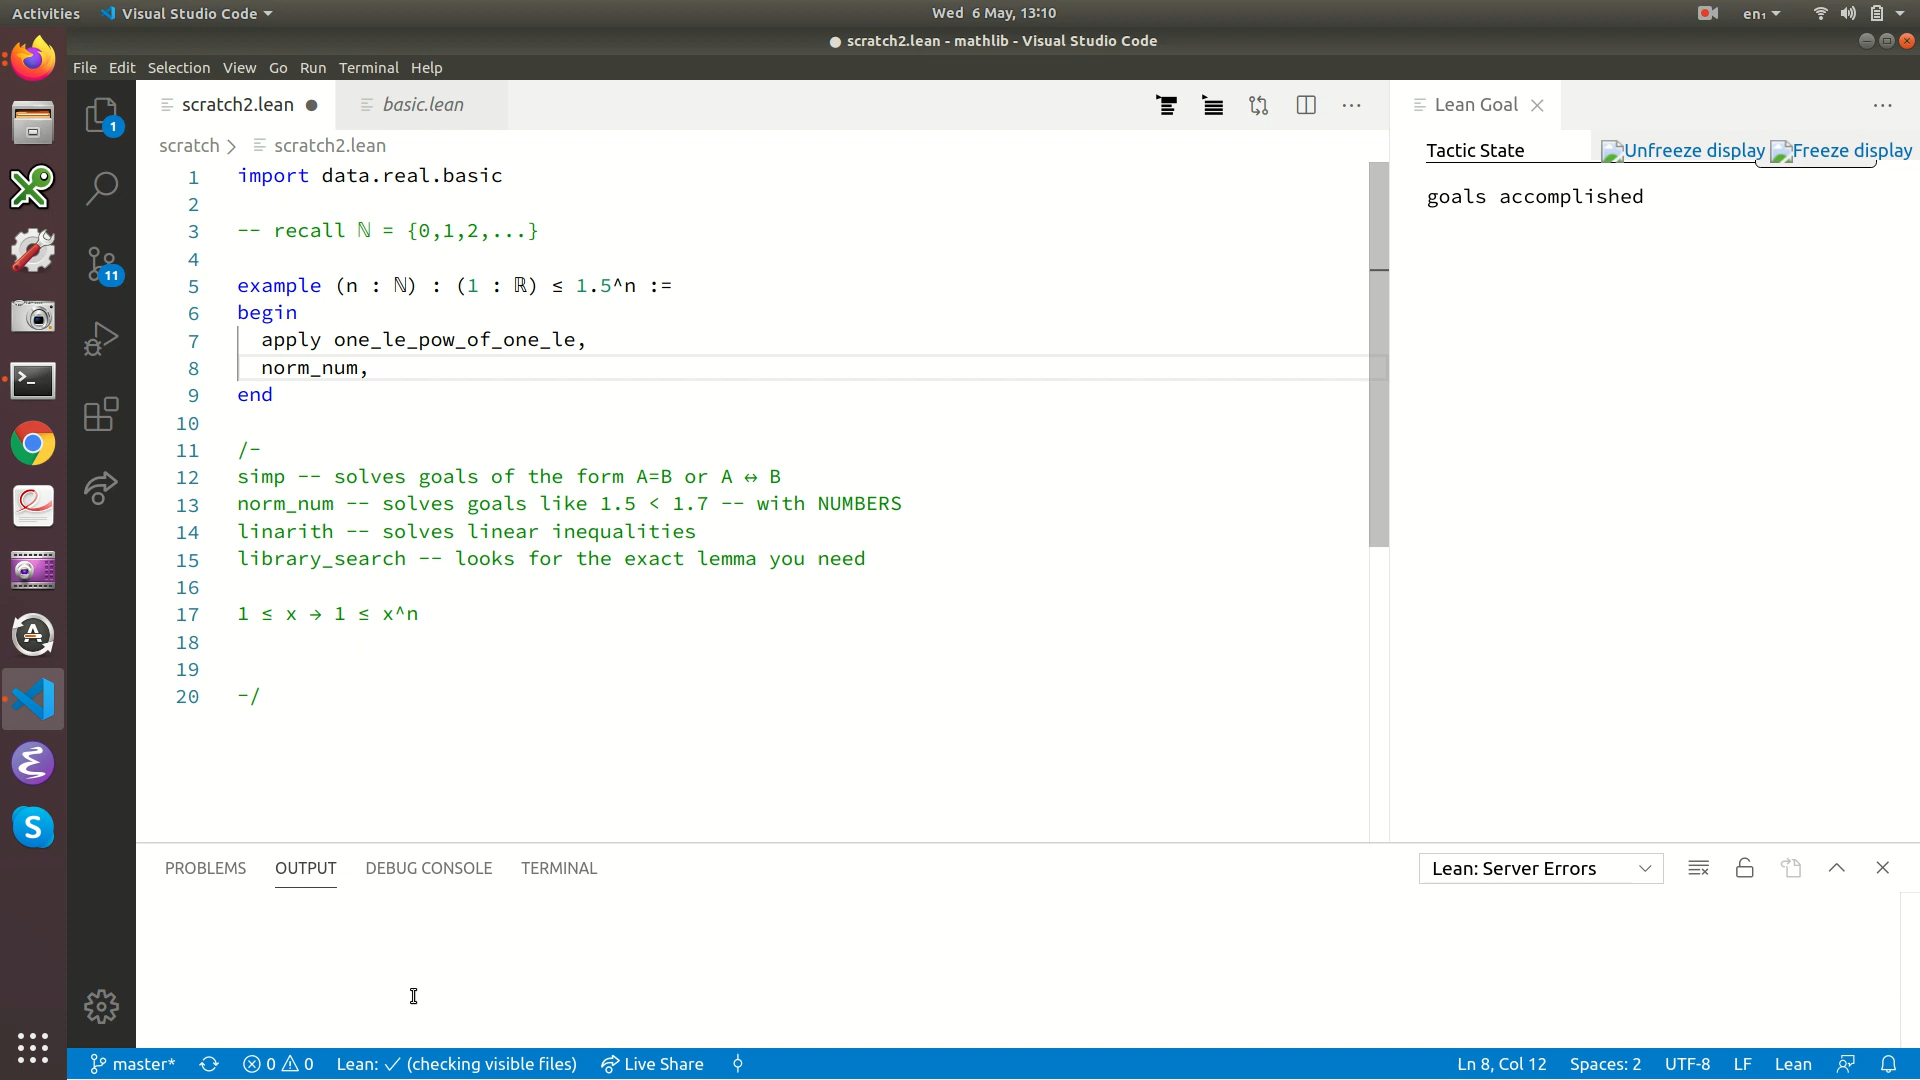 Activities Visual Studio Code Wed 6 May, 13:10 en₁
● scratch2.lean - mathlib - Visual Studio Code
File Edit Selection View Go Run Terminal Help
scratch2.lean ● basic.lean Lean Goal
scratch > scratch2.lean
Tactic State Unfreeze display Freeze display
goals accomplished
1 import data.real.basic
2
3 -- recall ℕ = {0,1,2,...}
4
5 example (n : ℕ) : (1 : ℝ) ≤ 1.5^n :=
6 begin
7 apply one_le_pow_of_one_le,
8 norm_num,
9 end
10
11 /-
12 simp -- solves goals of the form A=B or A ↔ B
13 norm_num -- solves goals like 1.5 < 1.7 -- with NUMBERS
14 linarith -- solves linear inequalities
15 library_search -- looks for the exact lemma you need
16
17 1 ≤ x → 1 ≤ x^n
18
19
20 -/
1
11
PROBLEMS OUTPUT DEBUG CONSOLE TERMINAL Lean: Server Errors
master* 0 0 Lean: ✓ (checking visible files) Live Share Ln 8, Col 12 Spaces: 2 UTF-8 LF Lean